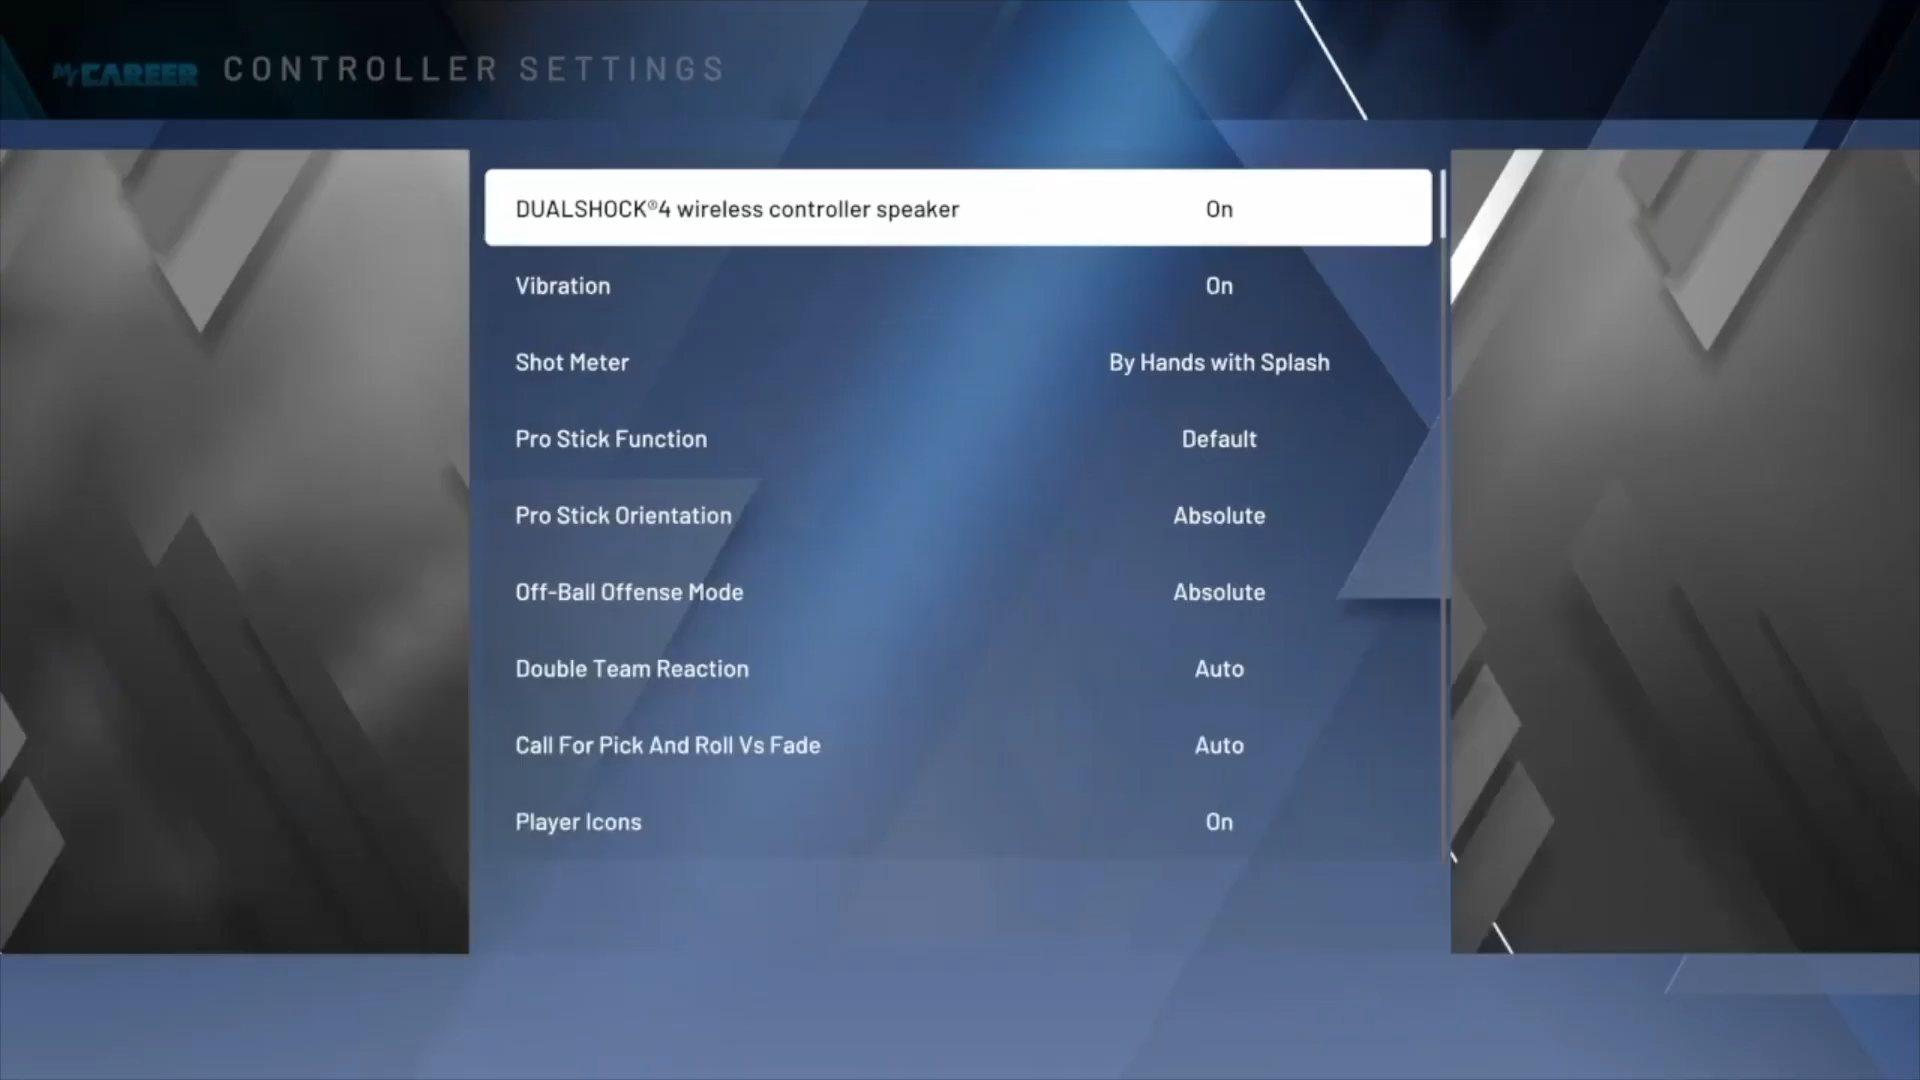 MyCAREER CONTROLLER SETTINGS
DUALSHOCK®4 wireless controller speaker On
Vibration On
Shot Meter By Hands with Splash
Pro Stick Function Default
Pro Stick Orientation Absolute
Off-Ball Offense Mode Absolute
Double Team Reaction Auto
Call For Pick And Roll Vs Fade Auto
Player Icons On